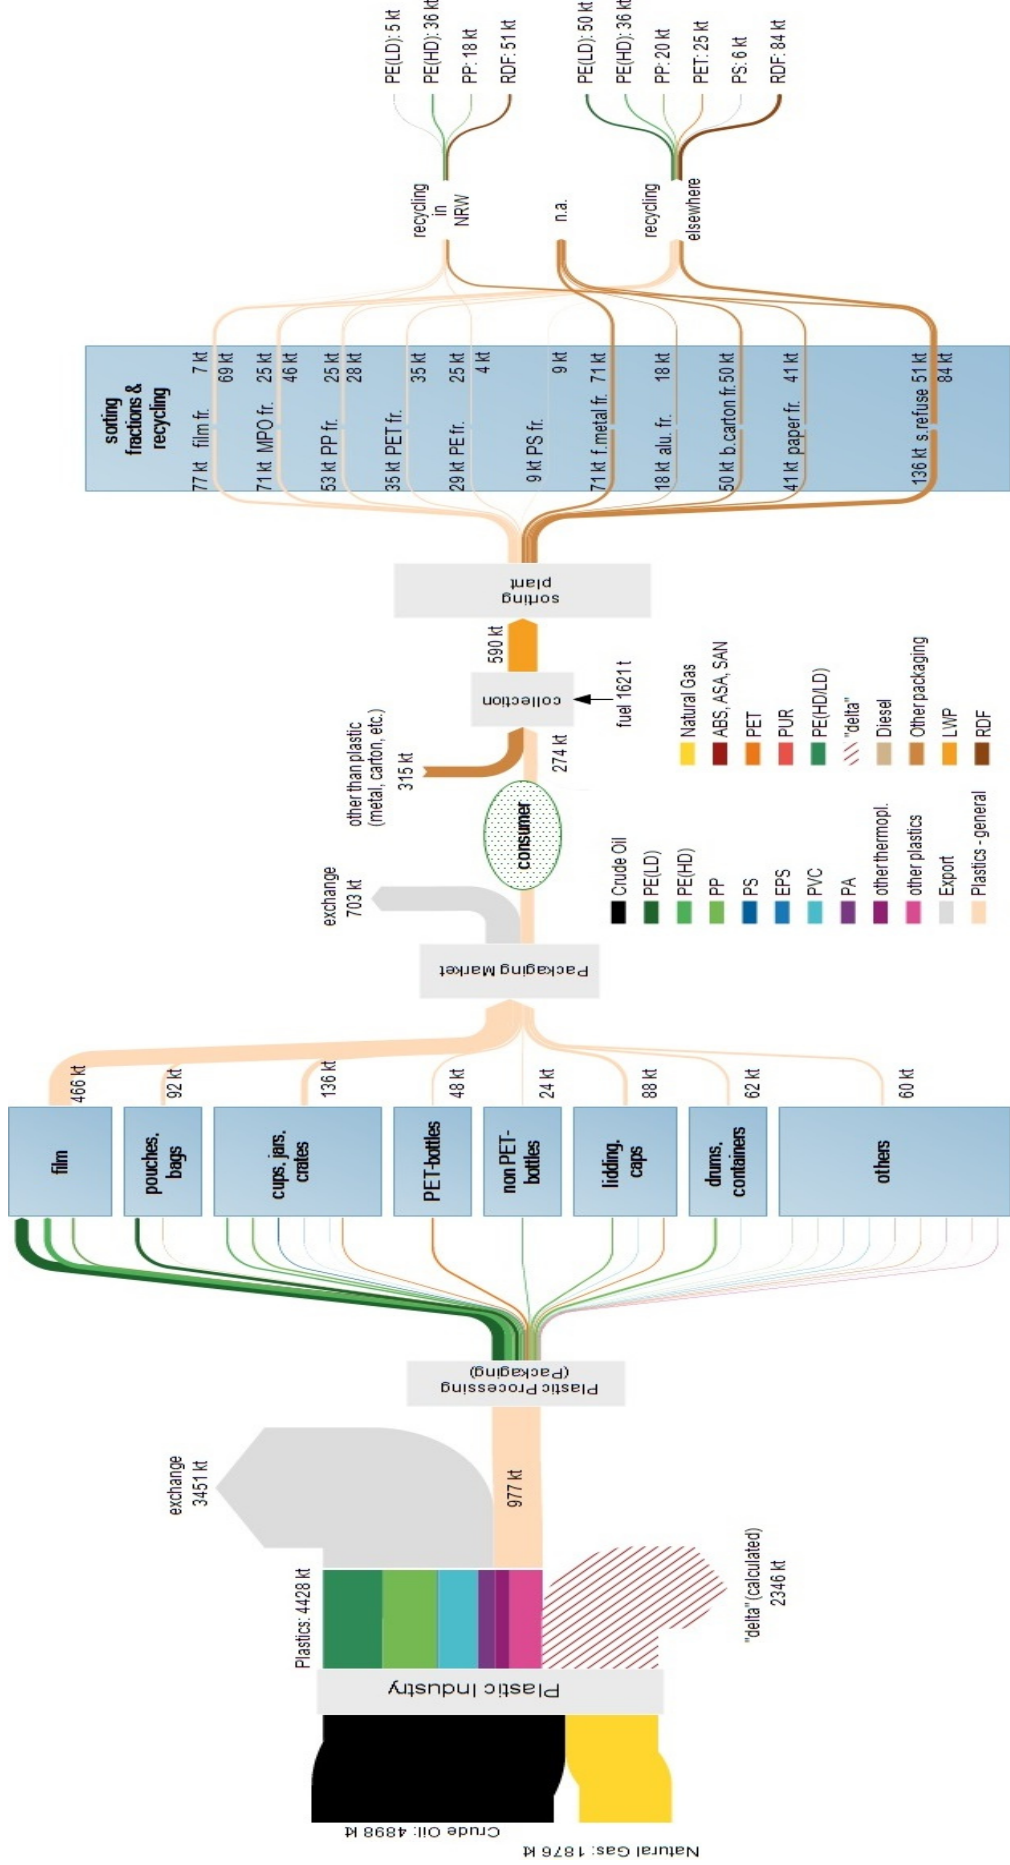 Crude Oil: 4898 kt
Natural Gas: 1876 kt
Plastic Industry
Plastics: 4428 kt
"delta" (calculated)
2346 kt
exchange
3451 kt
977 kt
Plastic Processing
(Packaging)
film
pouches,
bags
cups, jars,
crates
PET-bottles
non PET-
bottles
lidding,
caps
drums,
containers
others
466 kt
92 kt
136 kt
48 kt
24 kt
88 kt
62 kt
60 kt
Packaging Market
exchange
703 kt
consumer
other than plastic
(metal, carton, etc.)
315 kt
274 kt
collection
fuel 1621 t
590 kt
sorting
plant
sorting
fractions &
recycling
77 kt film fr. 7 kt
69 kt
71 kt MPO fr. 25 kt
46 kt
53 kt PP fr. 25 kt
28 kt
35 kt PET fr. 35 kt
29 kt PE fr. 25 kt
4 kt
9 kt PS fr. 9 kt
71 kt f.metal fr. 71 kt
18 kt alu. fr. 18 kt
50 kt b.carton fr. 50 kt
41 kt paper fr. 41 kt
136 kt s.refuse 51 kt
84 kt
recycling
in
NRW
n.a.
recycling
elsewhere
PE(LD): 5 kt
PE(HD): 36 kt
PP: 18 kt
RDF: 51 kt
PE(LD): 50 kt
PE(HD): 36 kt
PP: 20 kt
PET: 25 kt
PS: 6 kt
RDF: 84 kt
Crude Oil
PE(LD)
PE(HD)
PP
PS
EPS
PVC
PA
other thermopl.
other plastics
Export
Plastics - general
Natural Gas
ABS, ASA, SAN
PET
PUR
PE(HD/LD)
"delta"
Diesel
Other packaging
LWP
RDF